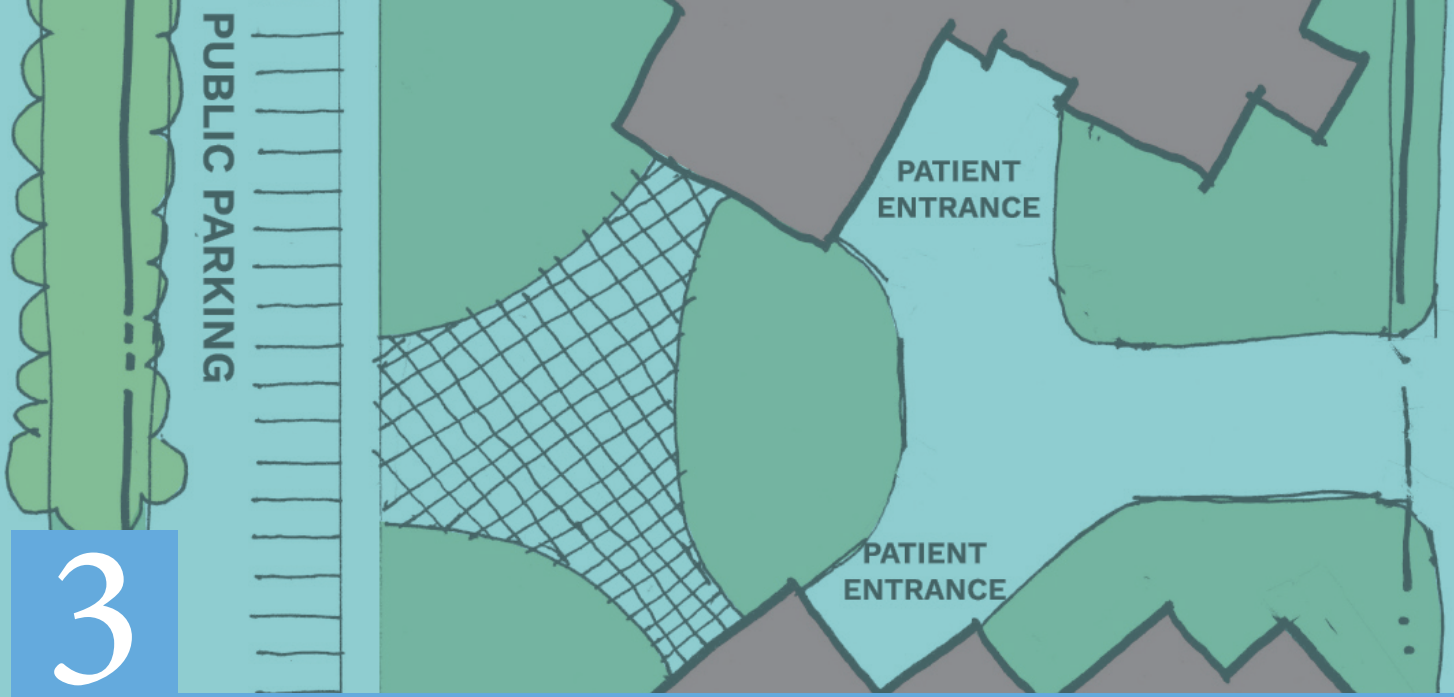 PUBLIC PARKING
PATIENT
ENTRANCE
PATIENT
ENTRANCE
3